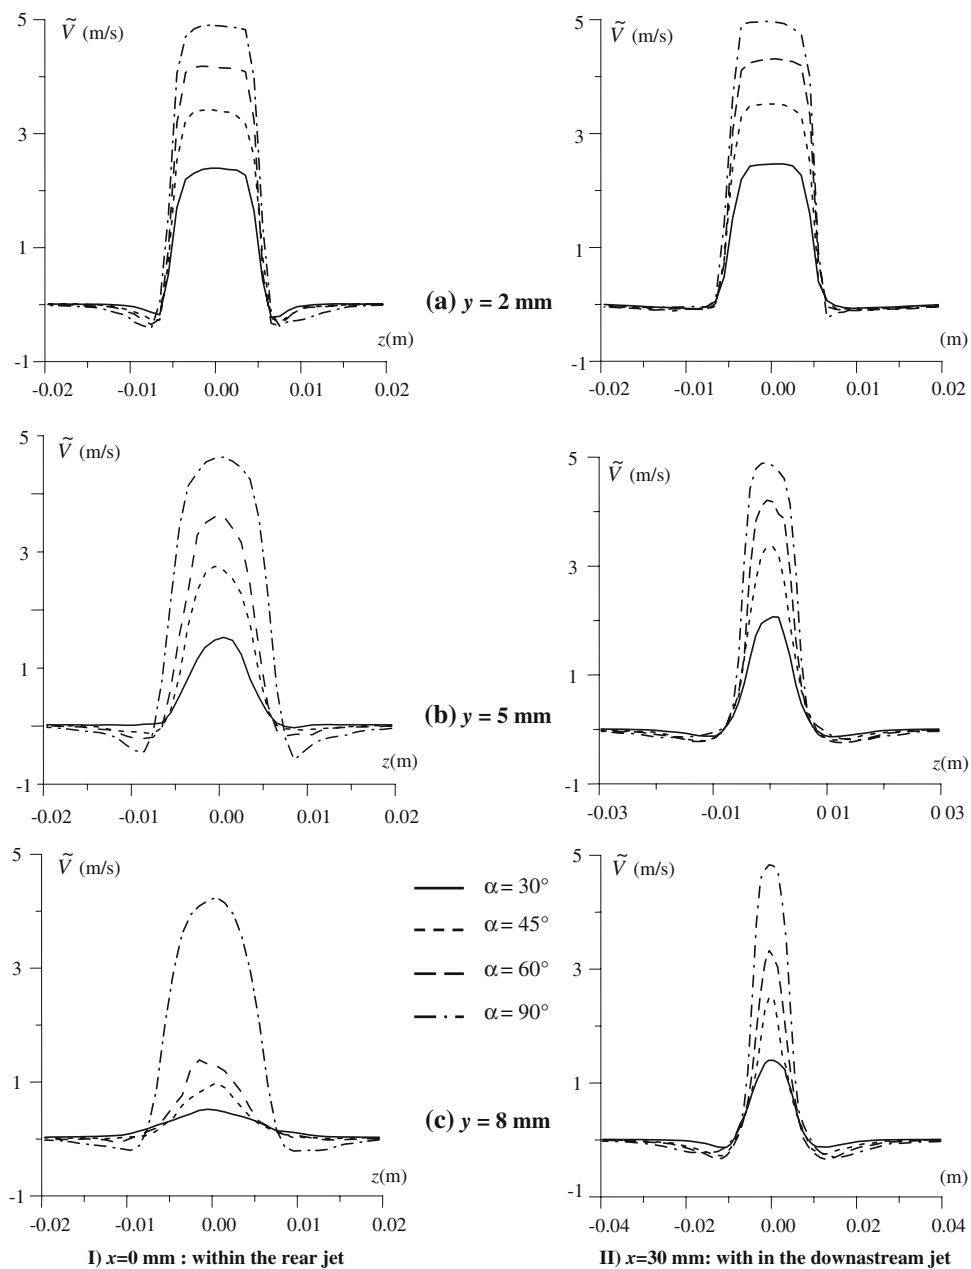 5
Ṽ (m/s)
3
1
-1
-0.02 -0.01 0.00 0.01 0.02
z(m)
5
Ṽ (m/s)
3
1
-1
-0.04 -0.02 0.00 0.02 0.04
(m)
(a) y = 2 mm
5
Ṽ (m/s)
3
1
-1
-0.02 -0.01 0.00 0.01 0.02
z(m)
5
Ṽ (m/s)
3
1
-1
-0.03 -0.01 0 01 0 03
z(m)
(b) y = 5 mm
5
Ṽ (m/s)
3
1
-1
-0.02 -0.01 0.00 0.01 0.02
z(m)
α = 30°
α = 45°
α = 60°
α = 90°
5
Ṽ (m/s)
3
1
-1
-0.04 -0.02 0.00 0.02 0.04
(m)
(c) y = 8 mm
I) x=0 mm : within the rear jet
II) x=30 mm: with in the downastream jet